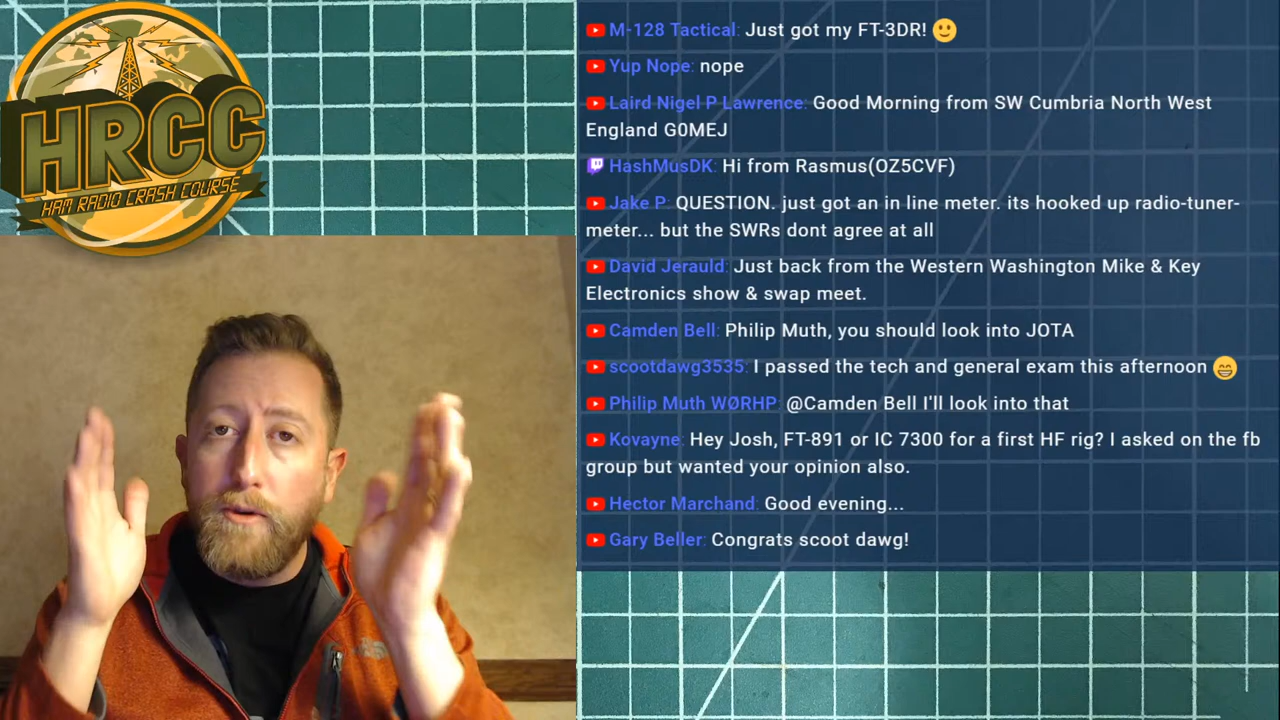 HRCC
HAM RADIO CRASH COURSE
M-128 Tactical: Just got my FT-3DR! 🙂
Yup Nope: nope
Laird Nigel P Lawrence: Good Morning from SW Cumbria North West
England G0MEJ
HashMusDK: Hi from Rasmus(OZ5CVF)
Jake P: QUESTION. just got an in line meter. its hooked up radio-tuner-
meter... but the SWRs dont agree at all
David Jerauld: Just back from the Western Washington Mike & Key
Electronics show & swap meet.
Camden Bell: Philip Muth, you should look into JOTA
scootdawg3535: I passed the tech and general exam this afternoon 😁
Philip Muth WØRHP: @Camden Bell I'll look into that
Kovayne: Hey Josh, FT-891 or IC 7300 for a first HF rig? I asked on the fb
group but wanted your opinion also.
Hector Marchand: Good evening...
Gary Beller: Congrats scoot dawg!